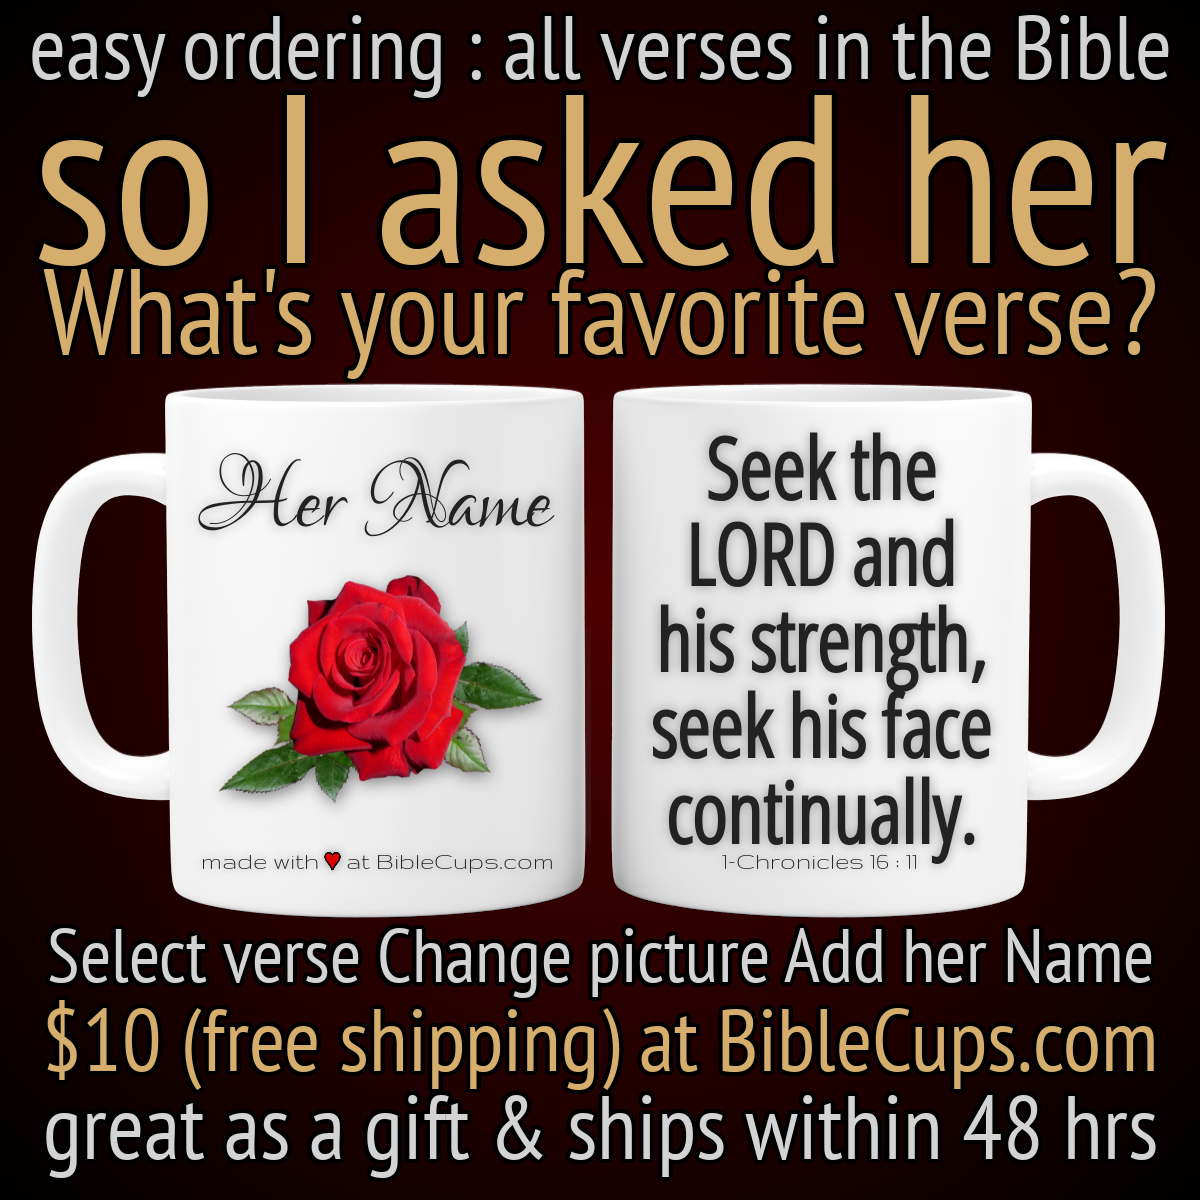 easy ordering : all verses in the Bible
so I asked her
What's your favorite verse?
Her Name
made with ♥ at BibleCups.com
Seek the
LORD and
his strength,
seek his face
continually.
1-Chronicles 16 : 11
Select verse Change picture Add her Name
$10 (free shipping) at BibleCups.com
great as a gift & ships within 48 hrs